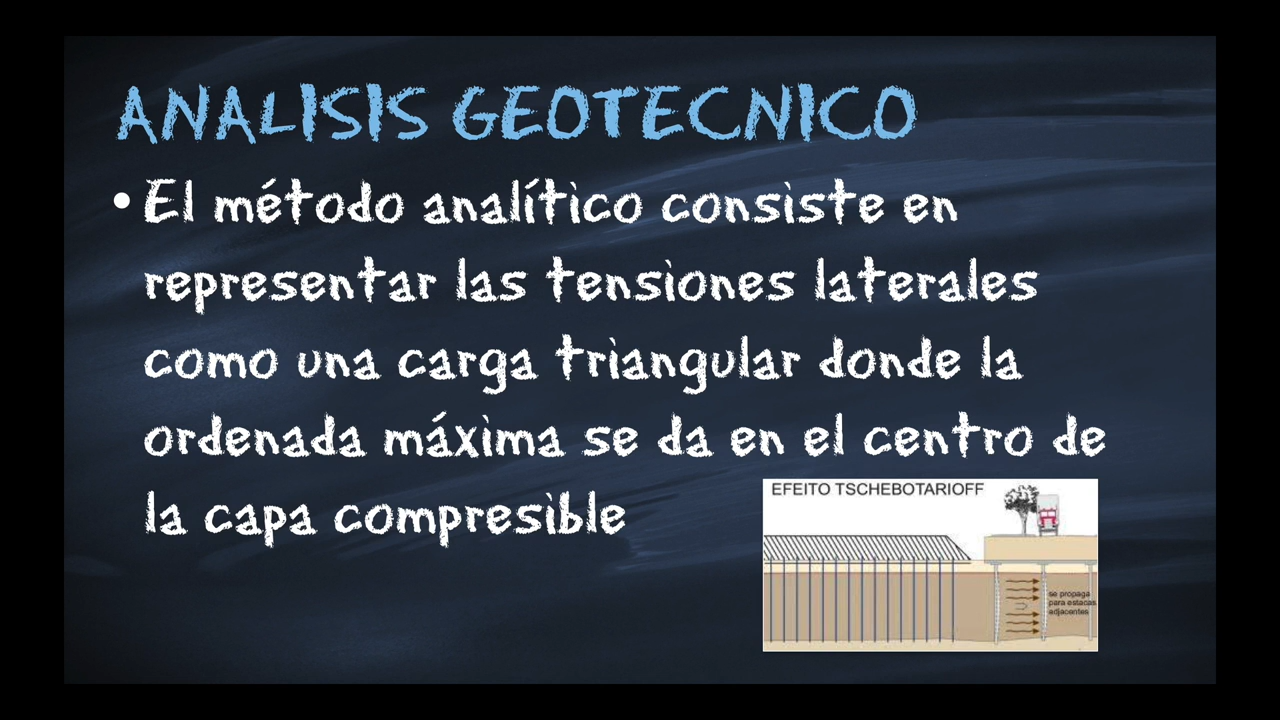 ANALISIS GEOTECNICO
• El método analítico consiste en
representar las tensiones laterales
como una carga triangular donde la
ordenada máxima se da en el centro de
la capa compresible
EFEITO TSCHEBOTARIOFF
se propaga
para estacas
adjacentes